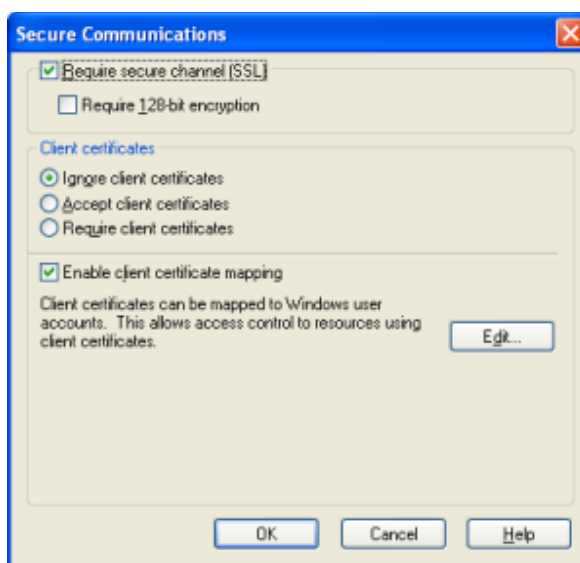 Secure Communications
Require secure channel (SSL)
Require 128-bit encryption
Client certificates
Ignore client certificates
Accept client certificates
Require client certificates
Enable client certificate mapping
Client certificates can be mapped to Windows user
accounts. This allows access control to resources using
client certificates.
Edit...
OK
Cancel
Help